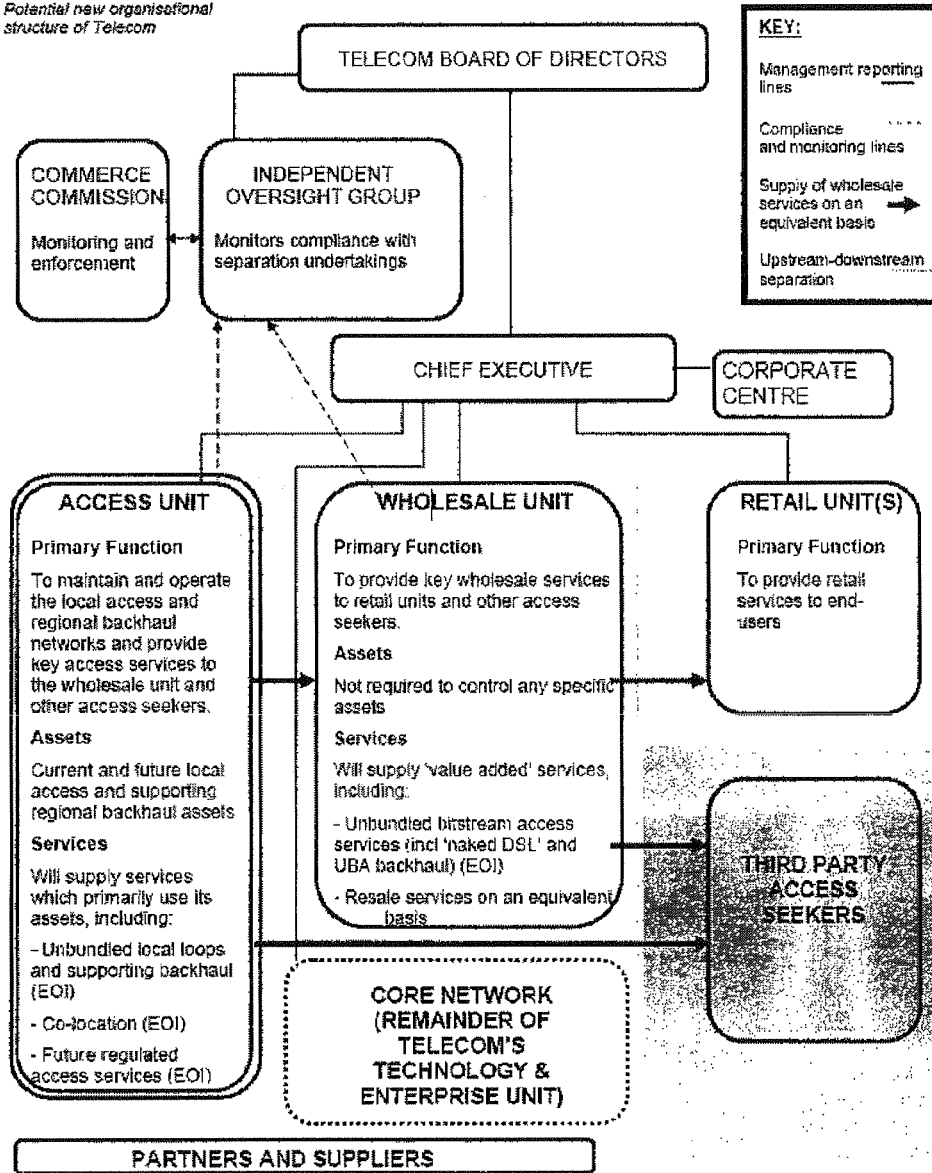 Potential new organisational
structure of Telecom
TELECOM BOARD OF DIRECTORS
KEY:
Management reporting
lines
Compliance
and monitoring lines
Supply of wholesale
services on an
equivalent basis
Upstream-downstream
separation
COMMERCE
COMMISSION
Monitoring and
enforcement
INDEPENDENT
OVERSIGHT GROUP
Monitors compliance with
separation undertakings
CHIEF EXECUTIVE
CORPORATE
CENTRE
ACCESS UNIT
Primary Function
To maintain and operate
the local access and
regional backhaul
networks and provide
key access services to
the wholesale unit and
other access seekers.
Assets
Current and future local
access and supporting
regional backhaul assets
Services
Will supply services
which primarily use its
assets, including:
- Unbundled local loops
and supporting backhaul
(EOI)
- Co-location (EOI)
- Future regulated
access services (EOI)
WHOLESALE UNIT
Primary Function
To provide key wholesale services
to retail units and other access
seekers.
Assets
Not required to control any specific
assets
Services
Will supply 'value added' services,
including:
- Unbundled bitstream access
services (incl 'naked DSL' and
UBA backhaul) (EOI)
- Resale services on an equivalent
basis
RETAIL UNIT(S)
Primary Function
To provide retail
services to end-
users
THIRD PARTY
ACCESS
SEEKERS
CORE NETWORK
(REMAINDER OF
TELECOM'S
TECHNOLOGY &
ENTERPRISE UNIT)
PARTNERS AND SUPPLIERS